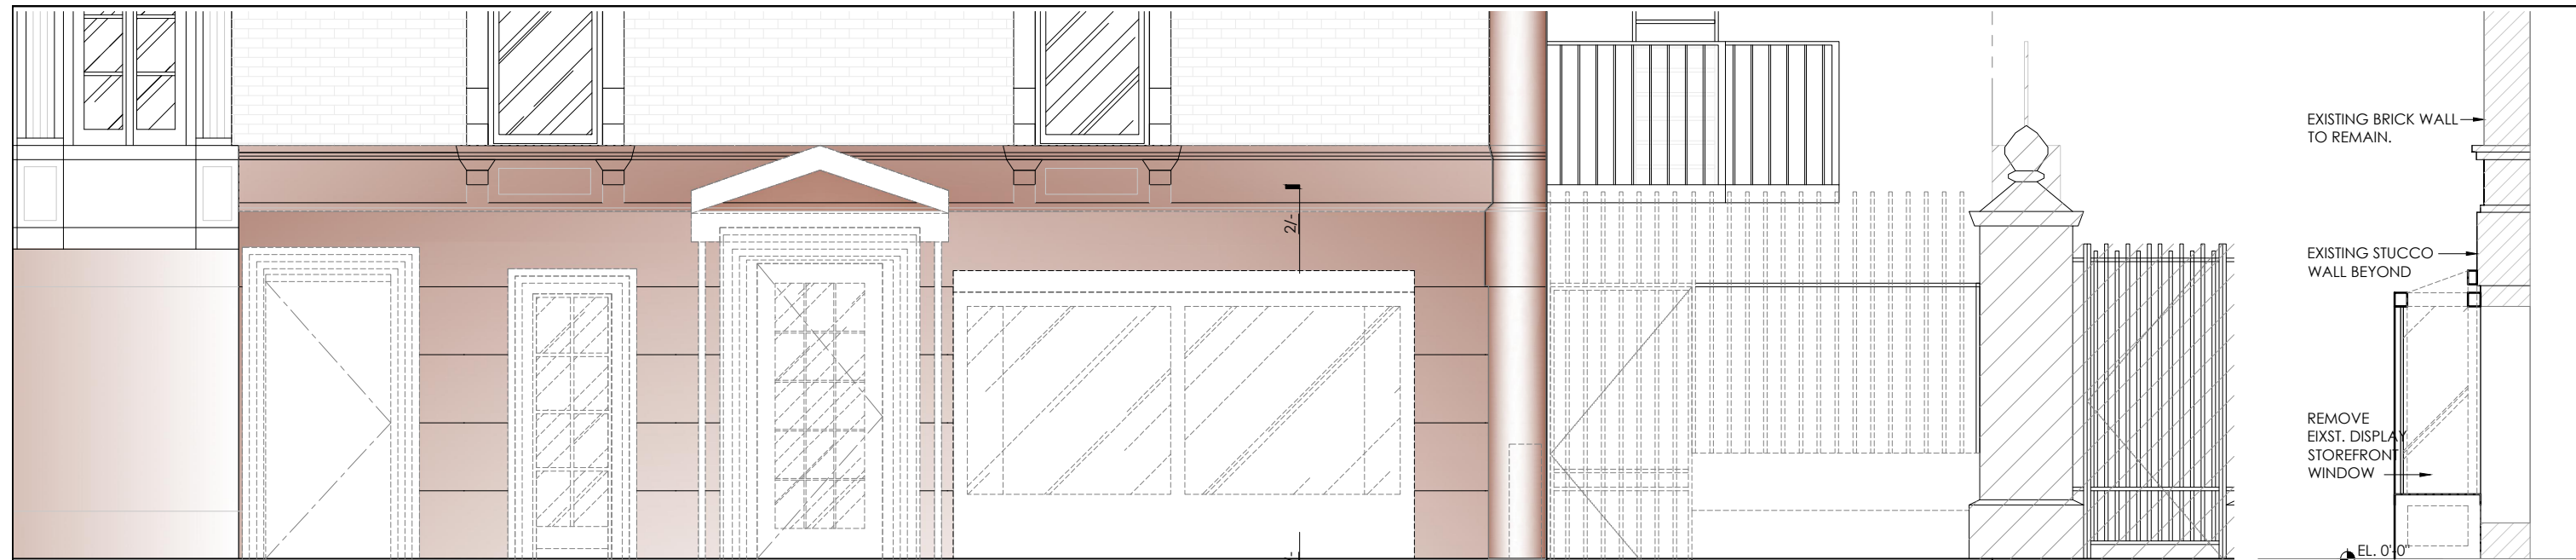 EXISTING BRICK WALL
TO REMAIN.
2/-
EXISTING STUCCO
WALL BEYOND
REMOVE
EIXST. DISPLAY
STOREFRONT
WINDOW
EL. 0'-0"